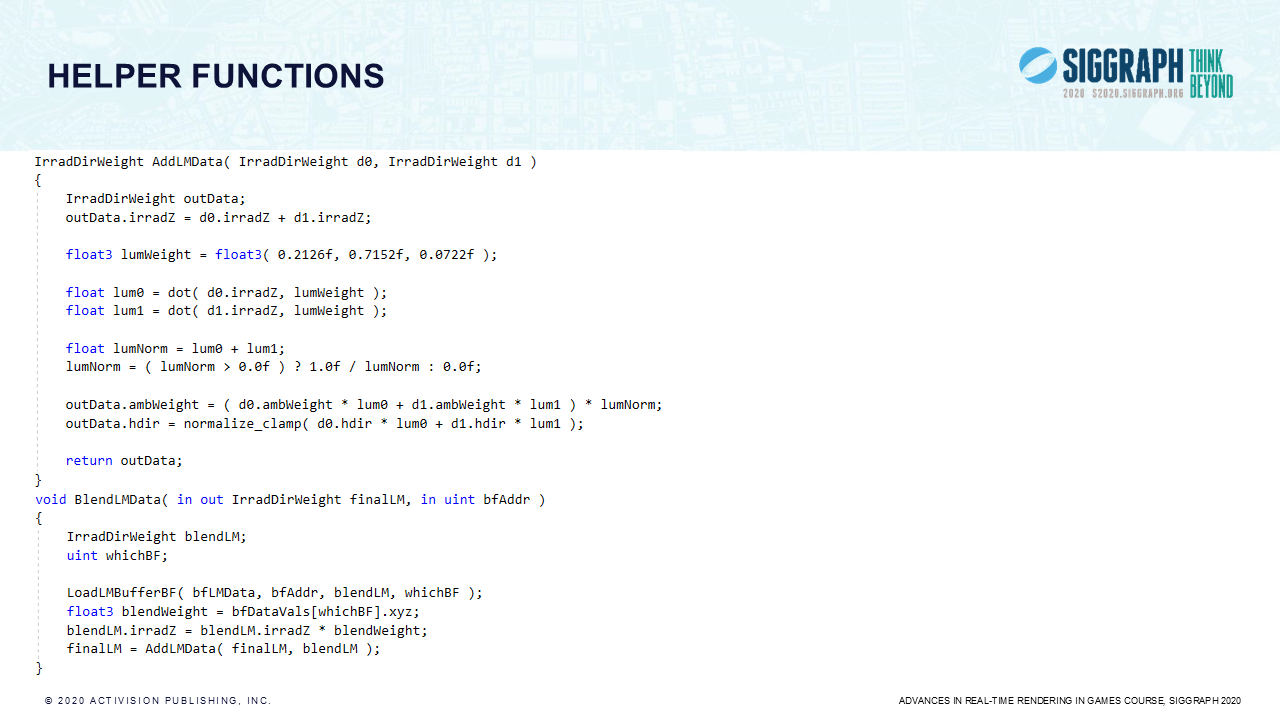 HELPER FUNCTIONS
SIGGRAPH THINK BEYOND
2020 S2020.SIGGRAPH.ORG
IrradDirWeight AddLMData( IrradDirWeight d0, IrradDirWeight d1 )
{
    IrradDirWeight outData;
    outData.irradZ = d0.irradZ + d1.irradZ;
    float3 lumWeight = float3( 0.2126f, 0.7152f, 0.0722f );
    float lum0 = dot( d0.irradZ, lumWeight );
    float lum1 = dot( d1.irradZ, lumWeight );
    float lumNorm = lum0 + lum1;
    lumNorm = ( lumNorm > 0.0f ) ? 1.0f / lumNorm : 0.0f;
    outData.ambWeight = ( d0.ambWeight * lum0 + d1.ambWeight * lum1 ) * lumNorm;
    outData.hdir = normalize_clamp( d0.hdir * lum0 + d1.hdir * lum1 );
    return outData;
}
void BlendLMData( in out IrradDirWeight finalLM, in uint bfAddr )
{
    IrradDirWeight blendLM;
    uint whichBF;
    LoadLMBufferBF( bfLMData, bfAddr, blendLM, whichBF );
    float3 blendWeight = bfDataVals[whichBF].xyz;
    blendLM.irradZ = blendLM.irradZ * blendWeight;
    finalLM = AddLMData( finalLM, blendLM );
}
© 2020 ACTIVISION PUBLISHING, INC.
ADVANCES IN REAL-TIME RENDERING IN GAMES COURSE, SIGGRAPH 2020